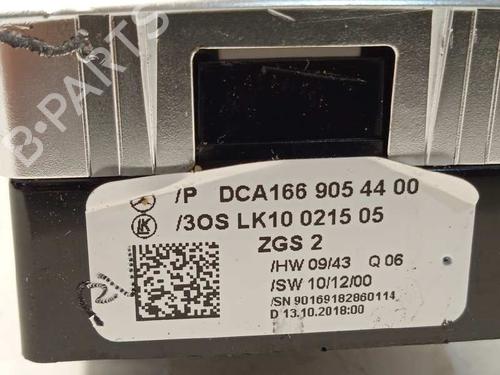 B-PARTS
/P DCA166 905 44 00
LK /3OS LK10 0215 05
ZGS 2
/HW 09/43 Q 06
/SW 10/12/00
/SN 90169182860114
D 13.10.2018:00